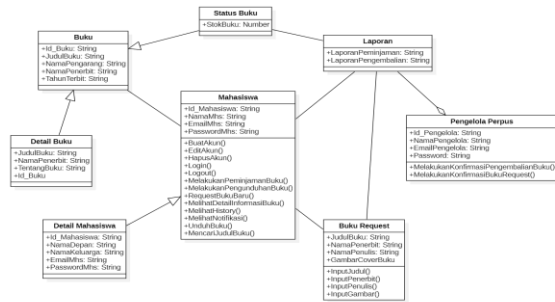 Status Buku
+StokBuku: Number
Buku
+Id_Buku: String
+JudulBuku: String
+NamaPengarang: String
+NamaPenerbit: String
+TahunTerbit: String
Laporan
+LaporanPeminjaman: String
+LaporanPengembalian: String
Mahasiswa
+Id_Mahasiswa: String
+NamaMhs: String
+EmailMhs: String
+PasswordMhs: String
+BuatAkun()
+EditAkun()
+HapusAkun()
+Login()
+Logout()
+MelakukanPeminjamanBuku()
+MelakukanPengunduhanBuku()
+RequestBukuBaru()
+MelihatDetailInformasiBuku()
+MelihatHistory()
+MelihatNotifikasi()
+UnduhBuku()
+MencariJudulBuku()
Pengelola Perpus
+Id_Pengelola: String
+NamaPengelola: String
+EmailPengelola: String
+Password: String
+MelakukanKonfirmasiPengembalianBuku()
+MelakukanKonfirmasiBukuRequest()
Detail Buku
+JudulBuku: String
+NamaPenerbit: String
+TentangBuku: String
+Id_Buku
Detail Mahasiswa
+Id_Mahasiswa: String
+NamaDepan: String
+NamaKeluarga: String
+EmailMhs: String
+PasswordMhs: String
Buku Request
+JudulBuku: String
+NamaPenerbit: String
+NamaPenulis: String
+GambarCoverBuku
+InputJudul()
+InputPenerbit()
+InputPenulis()
+InputGambar()